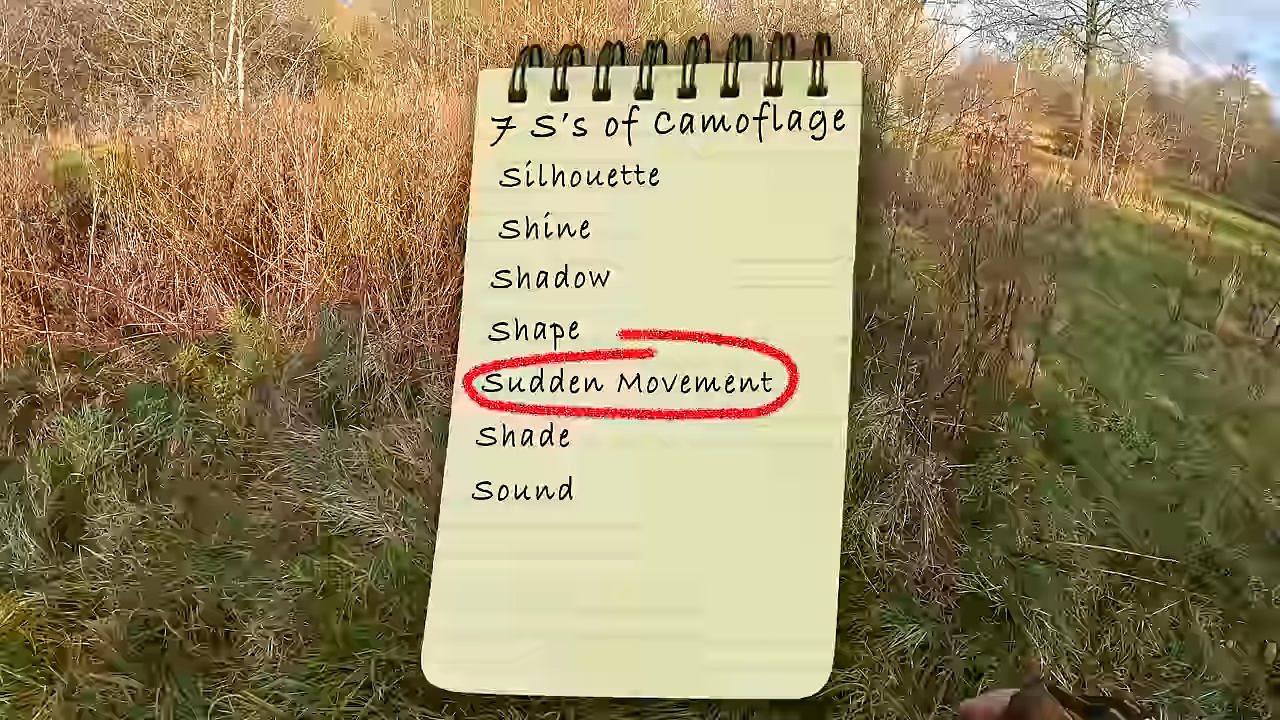 7 S's of Camoflage
Silhouette
Shine
Shadow
Shape
Sudden Movement
Shade
Sound